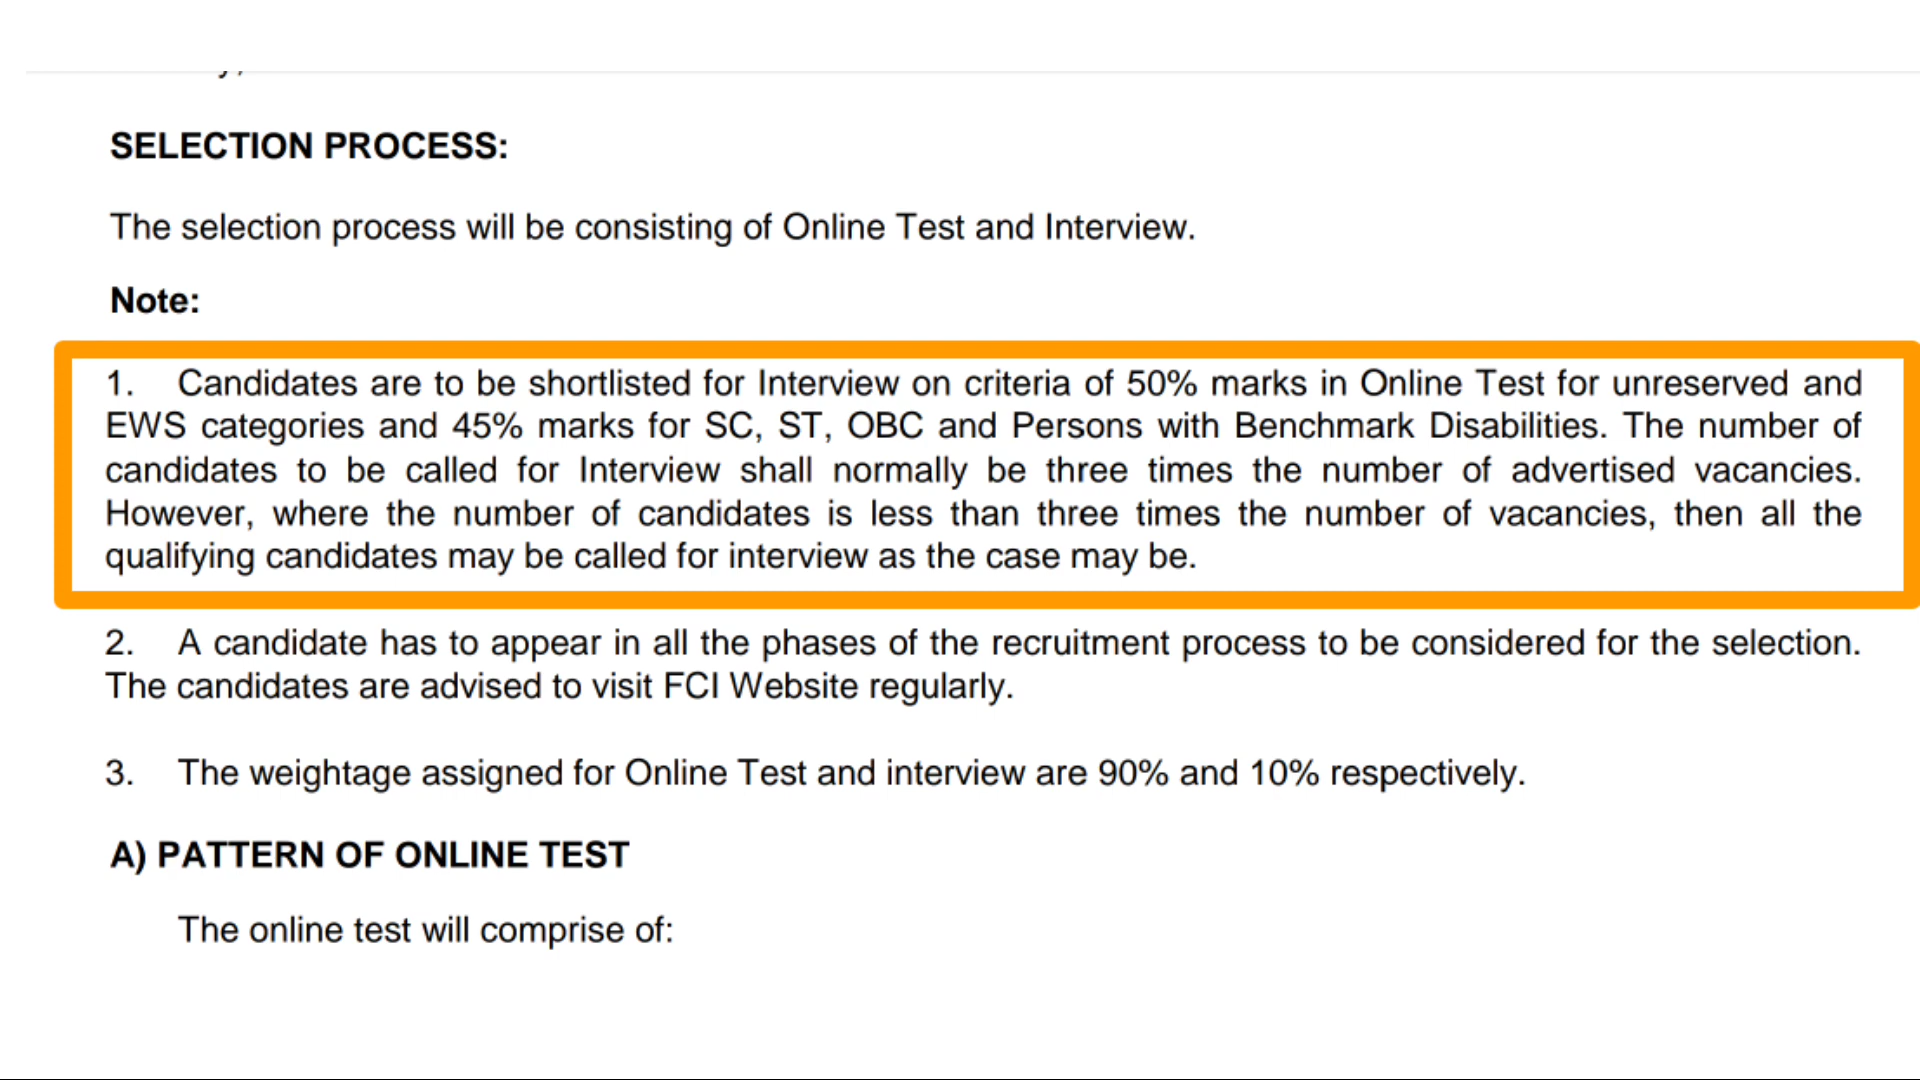 SELECTION PROCESS:
The selection process will be consisting of Online Test and Interview.
Note:
1. Candidates are to be shortlisted for Interview on criteria of 50% marks in Online Test for unreserved and
EWS categories and 45% marks for SC, ST, OBC and Persons with Benchmark Disabilities. The number of
candidates to be called for Interview shall normally be three times the number of advertised vacancies.
However, where the number of candidates is less than three times the number of vacancies, then all the
qualifying candidates may be called for interview as the case may be.
2. A candidate has to appear in all the phases of the recruitment process to be considered for the selection.
The candidates are advised to visit FCI Website regularly.
3. The weightage assigned for Online Test and interview are 90% and 10% respectively.
A) PATTERN OF ONLINE TEST
The online test will comprise of: